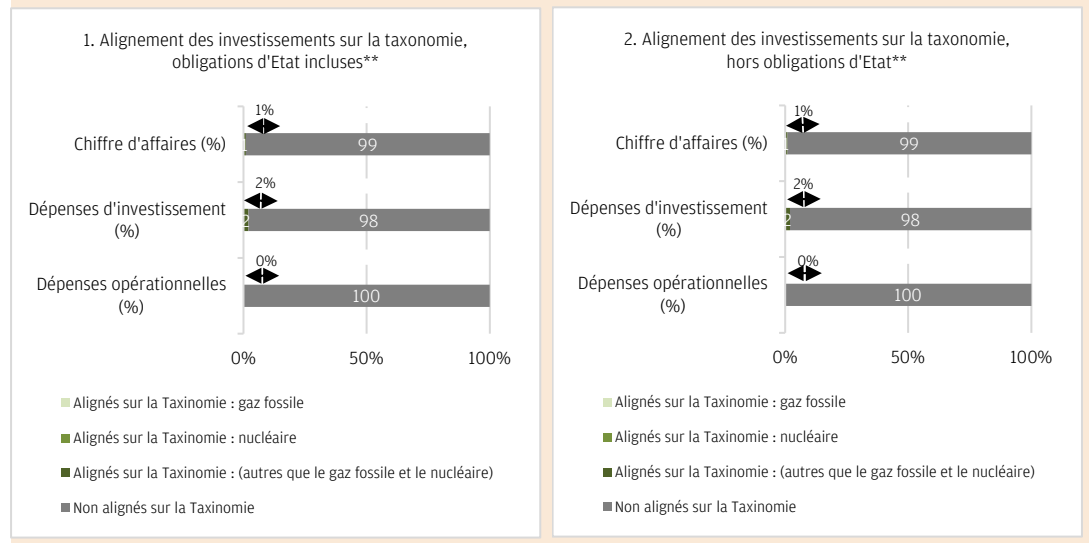 1. Alignement des investissements sur la taxonomie,
obligations d'Etat incluses**
1%
Chiffre d'affaires (%)
1
99
2%
Dépenses d'investissement
(%)
2
98
0%
Dépenses opérationnelles
(%)
100
0%
50%
100%
Alignés sur la Taxinomie : gaz fossile
Alignés sur la Taxinomie : nucléaire
Alignés sur la Taxinomie : (autres que le gaz fossile et le nucléaire)
Non alignés sur la Taxinomie
2. Alignement des investissements sur la taxonomie,
hors obligations d'Etat**
1%
Chiffre d'affaires (%)
1
99
2%
Dépenses d'investissement
(%)
2
98
0%
Dépenses opérationnelles
(%)
100
0%
50%
100%
Alignés sur la Taxinomie : gaz fossile
Alignés sur la Taxinomie : nucléaire
Alignés sur la Taxinomie : (autres que le gaz fossile et le nucléaire)
Non alignés sur la Taxinomie